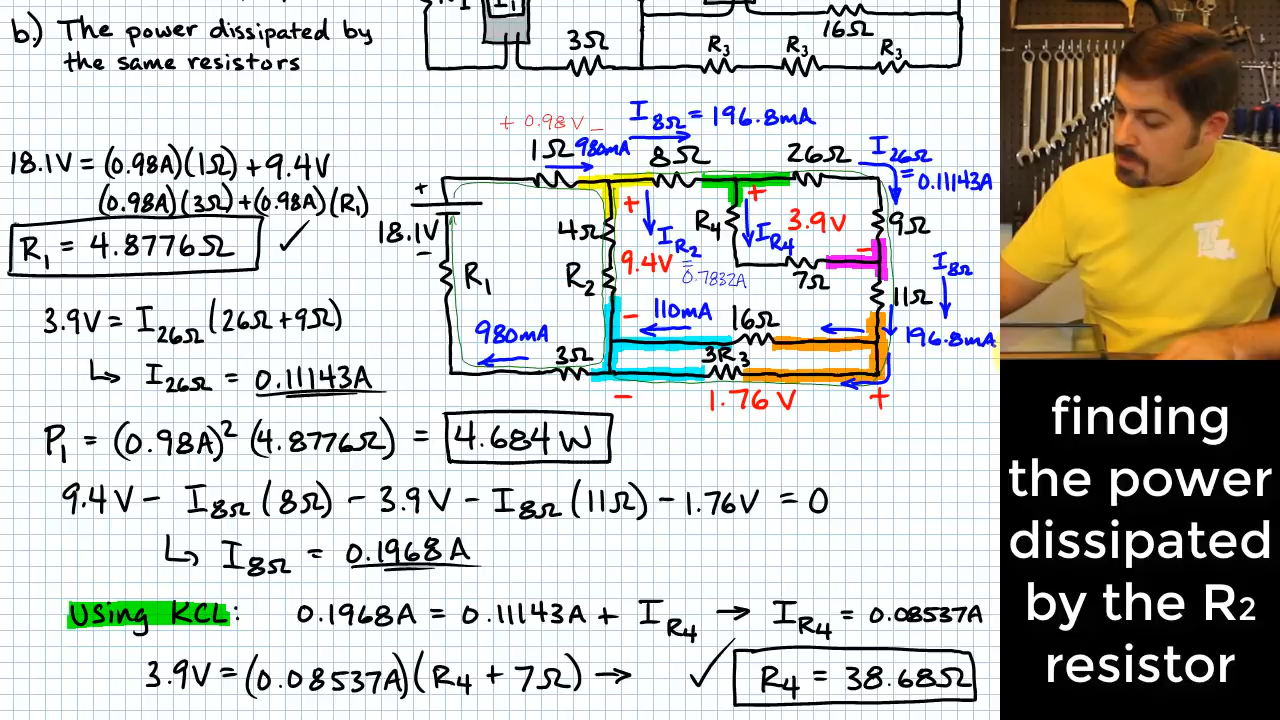 b.) The power dissipated by
the same resistors
I₁
3Ω
16Ω
R₃
R₃
R₃
+ 0.98V −
I8Ω = 196.8mA
1Ω
980mA
8Ω
26Ω
I26Ω
= 0.11143A
18.1V = (0.98A)(1Ω) + 9.4V
(0.98A)(3Ω) + (0.98A)(R₁)
R₁ = 4.8776Ω ✓
+
18.1V
−
4Ω
+
IR₂
= 0.7832A
9.4V
R₄
+
IR₄
3.9V
−
9Ω
R₁
R₂
7Ω
I8Ω
11Ω
3.9V = I26Ω (26Ω + 9Ω)
−
110mA
16Ω
196.8mA
980mA
3Ω
3R₃
↳ I26Ω = 0.11143A
−
1.76V
+
P₁ = (0.98A)² (4.8776Ω) = 4.684W
9.4V − I8Ω (8Ω) − 3.9V − I8Ω (11Ω) − 1.76V = 0
↳ I8Ω = 0.1968A
Using KCL: 0.1968A = 0.11143A + IR₄ → IR₄ = 0.08537A
3.9V = (0.08537A)(R₄ + 7Ω) → ✓ R₄ = 38.68Ω
finding
the power
dissipated
by the R₂
resistor